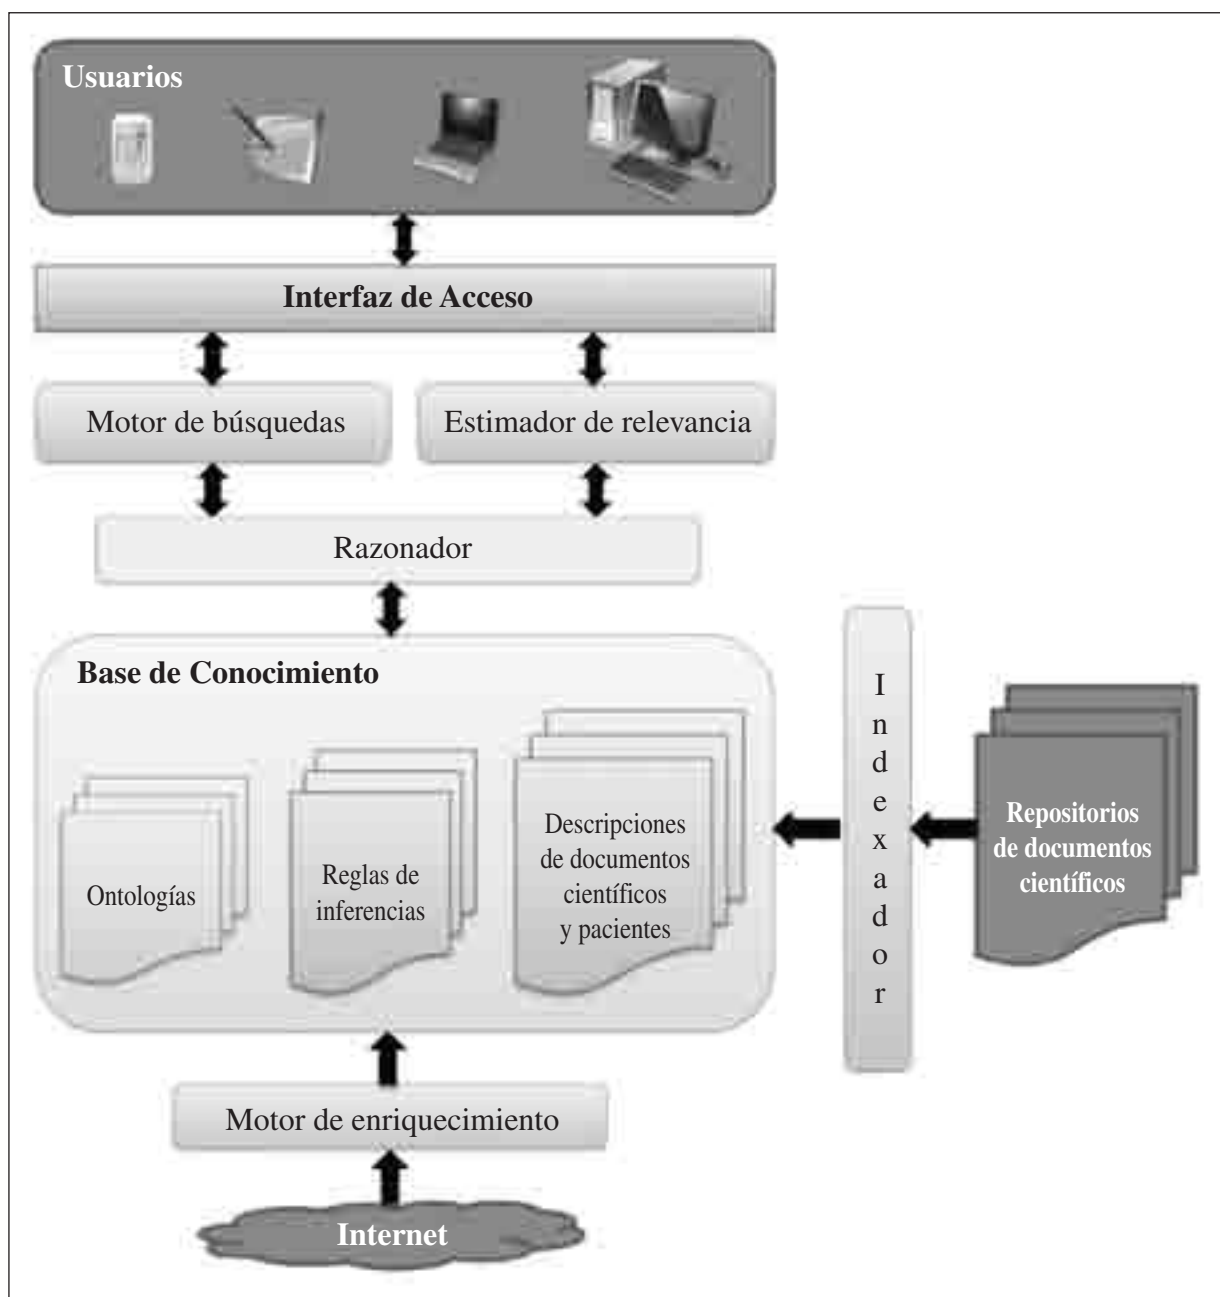 Usuarios
Interfaz de Acceso
Motor de búsquedas
Estimador de relevancia
Razonador
Base de Conocimiento
Ontologías
Reglas de
inferencias
Descripciones
de documentos
científicos
y pacientes
Indexador
Repositorios
de documentos
científicos
Motor de enriquecimiento
Internet